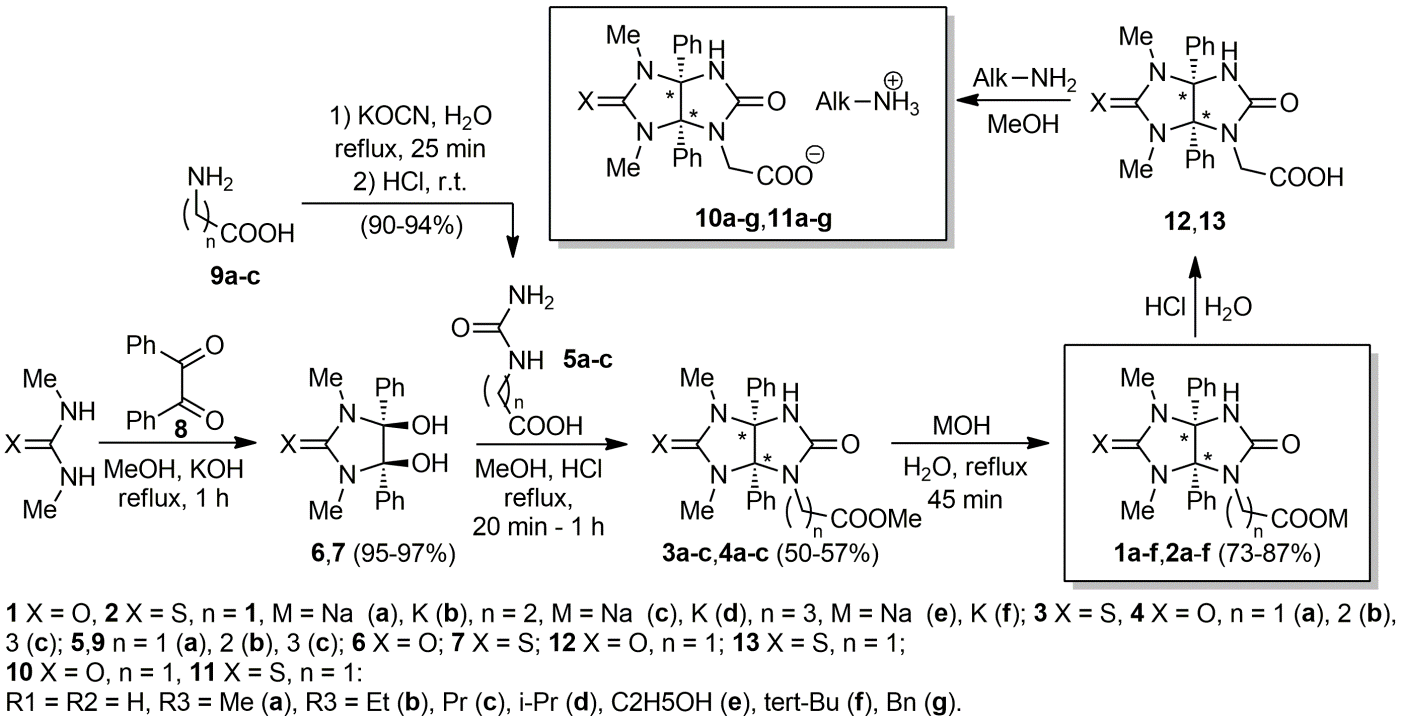 Me
Ph
H
N
N
X
O
*
*
N
N
Me
Ph
COO⊖
Alk–NH3⊕
10a-g,11a-g
Alk–NH2
MeOH
Me
Ph
H
N
N
X
O
*
*
N
N
Me
Ph
COOH
12,13
1) KOCN, H2O
reflux, 25 min
2) HCl, r.t.
(90-94%)
NH2
n
COOH
9a-c
HCl
H2O
NH2
O
NH
5a-c
n
COOH
Me
NH
X
NH
Me
Ph
O
Ph
O
8
MeOH, KOH
reflux, 1 h
Me
Ph
N
OH
X
N
OH
Me
Ph
6,7 (95-97%)
MeOH, HCl
reflux,
20 min - 1 h
Me
Ph
H
N
N
X
O
*
*
N
N
Me
Ph
n
COOMe
3a-c,4a-c (50-57%)
MOH
H2O, reflux
45 min
Me
Ph
H
N
N
X
O
*
*
N
N
Me
Ph
n
COOM
1a-f,2a-f (73-87%)
1 X = O, 2 X = S, n = 1, M = Na (a), K (b), n = 2, M = Na (c), K (d), n = 3, M = Na (e), K (f); 3 X = S, 4 X = O, n = 1 (a), 2 (b),
3 (c); 5,9 n = 1 (a), 2 (b), 3 (c); 6 X = O; 7 X = S; 12 X = O, n = 1; 13 X = S, n = 1;
10 X = O, n = 1, 11 X = S, n = 1:
R1 = R2 = H, R3 = Me (a), R3 = Et (b), Pr (c), i-Pr (d), C2H5OH (e), tert-Bu (f), Bn (g).